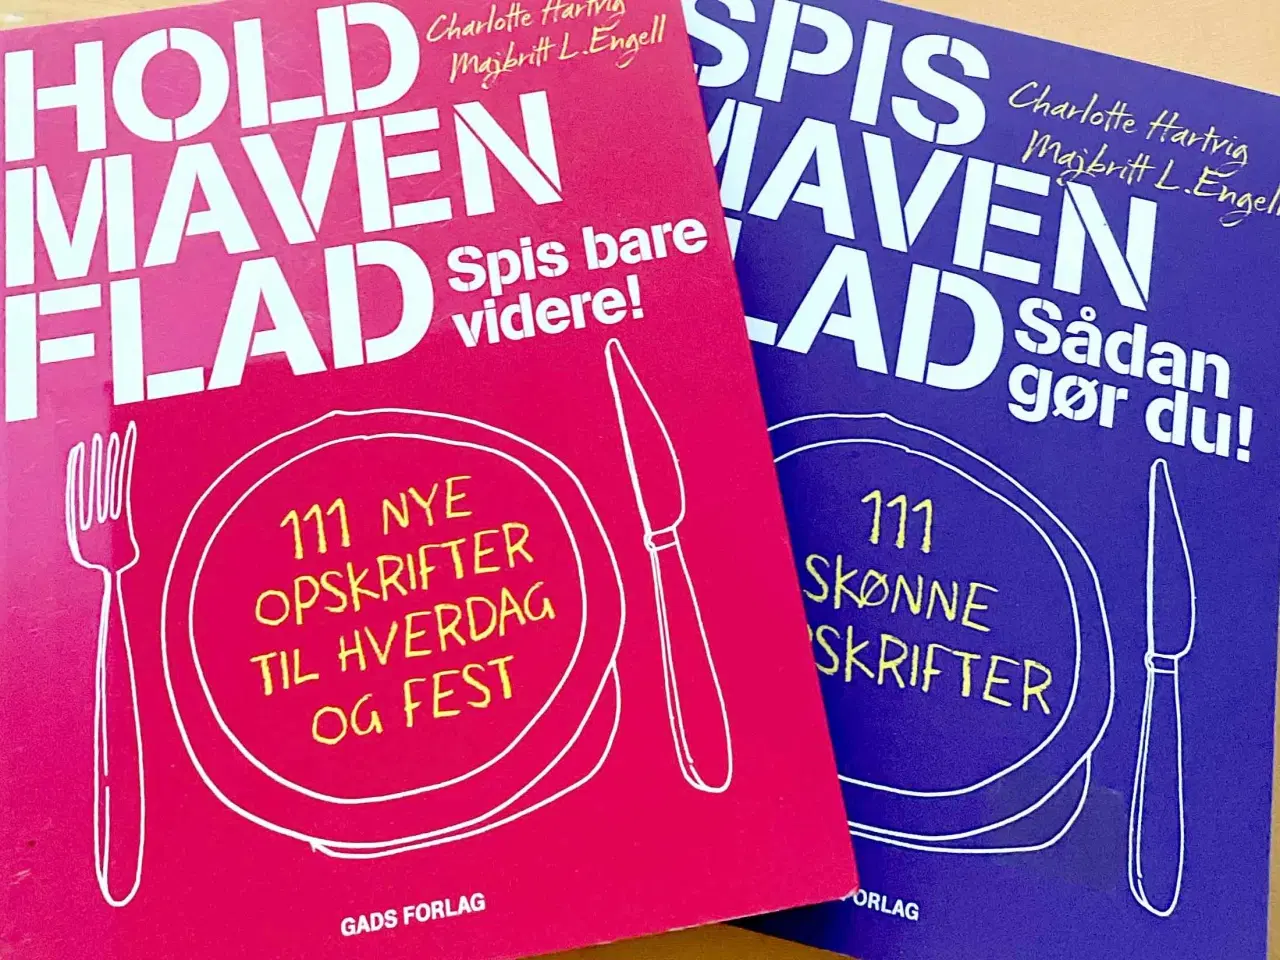 HOLD
MAVEN
FLAD
Charlotte Hartvig
Majbritt L. Engell
Spis bare
videre!
111 NYE
OPSKRIFTER
TIL HVERDAG
OG FEST
GADS FORLAG
SPIS
MAVEN
LAD
Charlotte Hartvig
Majbritt L. Engell
Sådan
gør du!
111
SKØNNE
PSKRIFTER
FORLAG